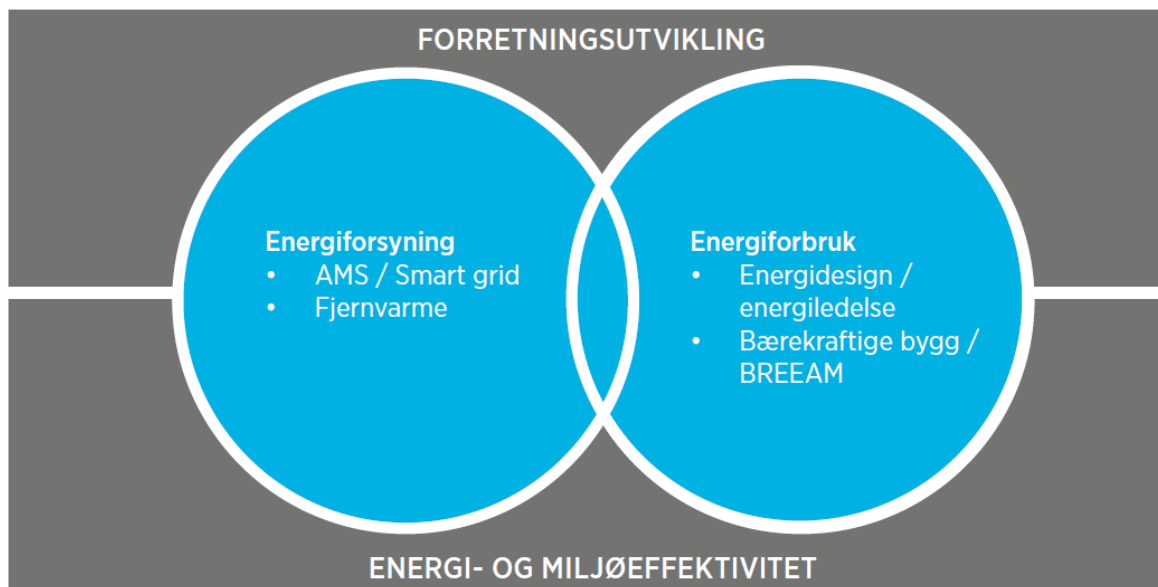 FORRETNINGSUTVIKLING
Energiforsyning
• AMS / Smart grid
• Fjernvarme
Energiforbruk
• Energidesign /
energiledelse
• Bærekraftige bygg /
BREEAM
ENERGI- OG MILJØEFFEKTIVITET